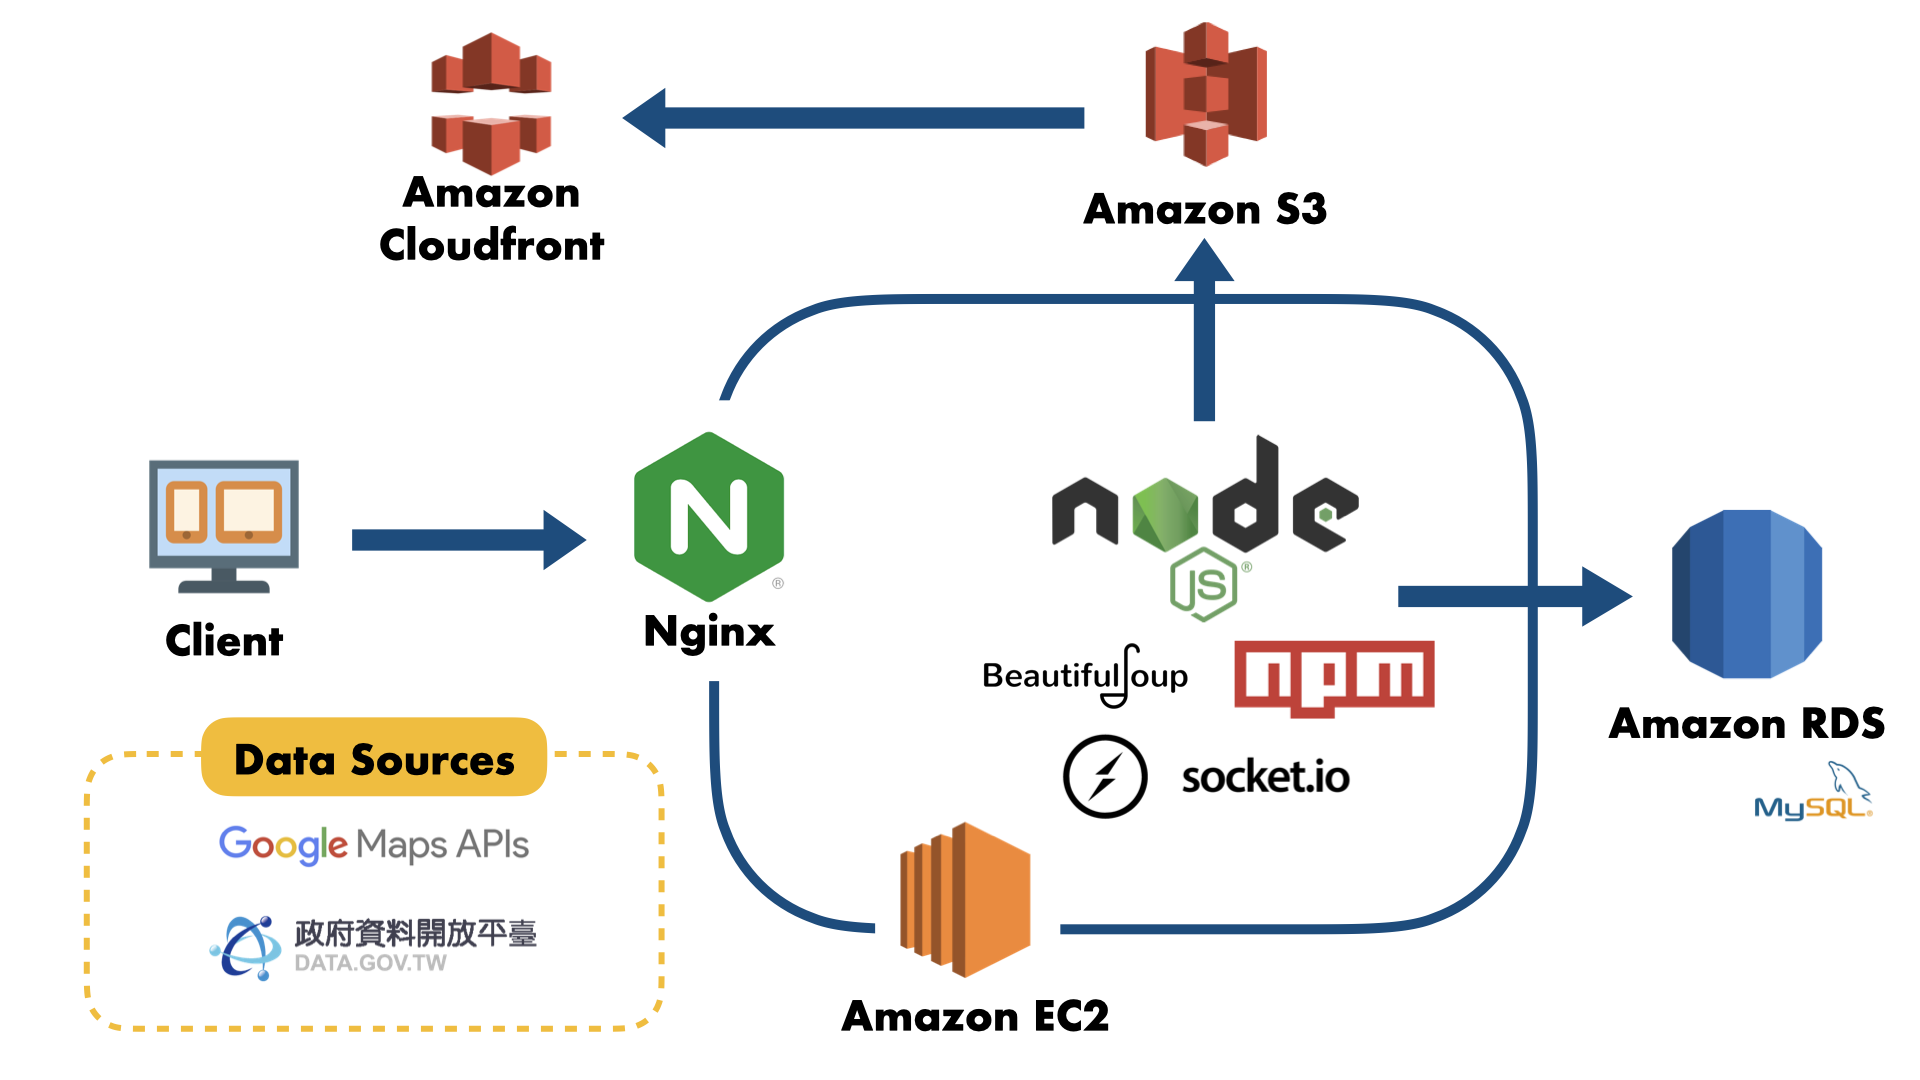 Amazon
Cloudfront
Amazon S3
Client
N
®
Nginx
node
JS
®
BeautifulSoup
npm
socket.io
Amazon RDS
MySQL®
Data Sources
Google Maps APIs
政府資料開放平臺
DATA.GOV.TW
Amazon EC2